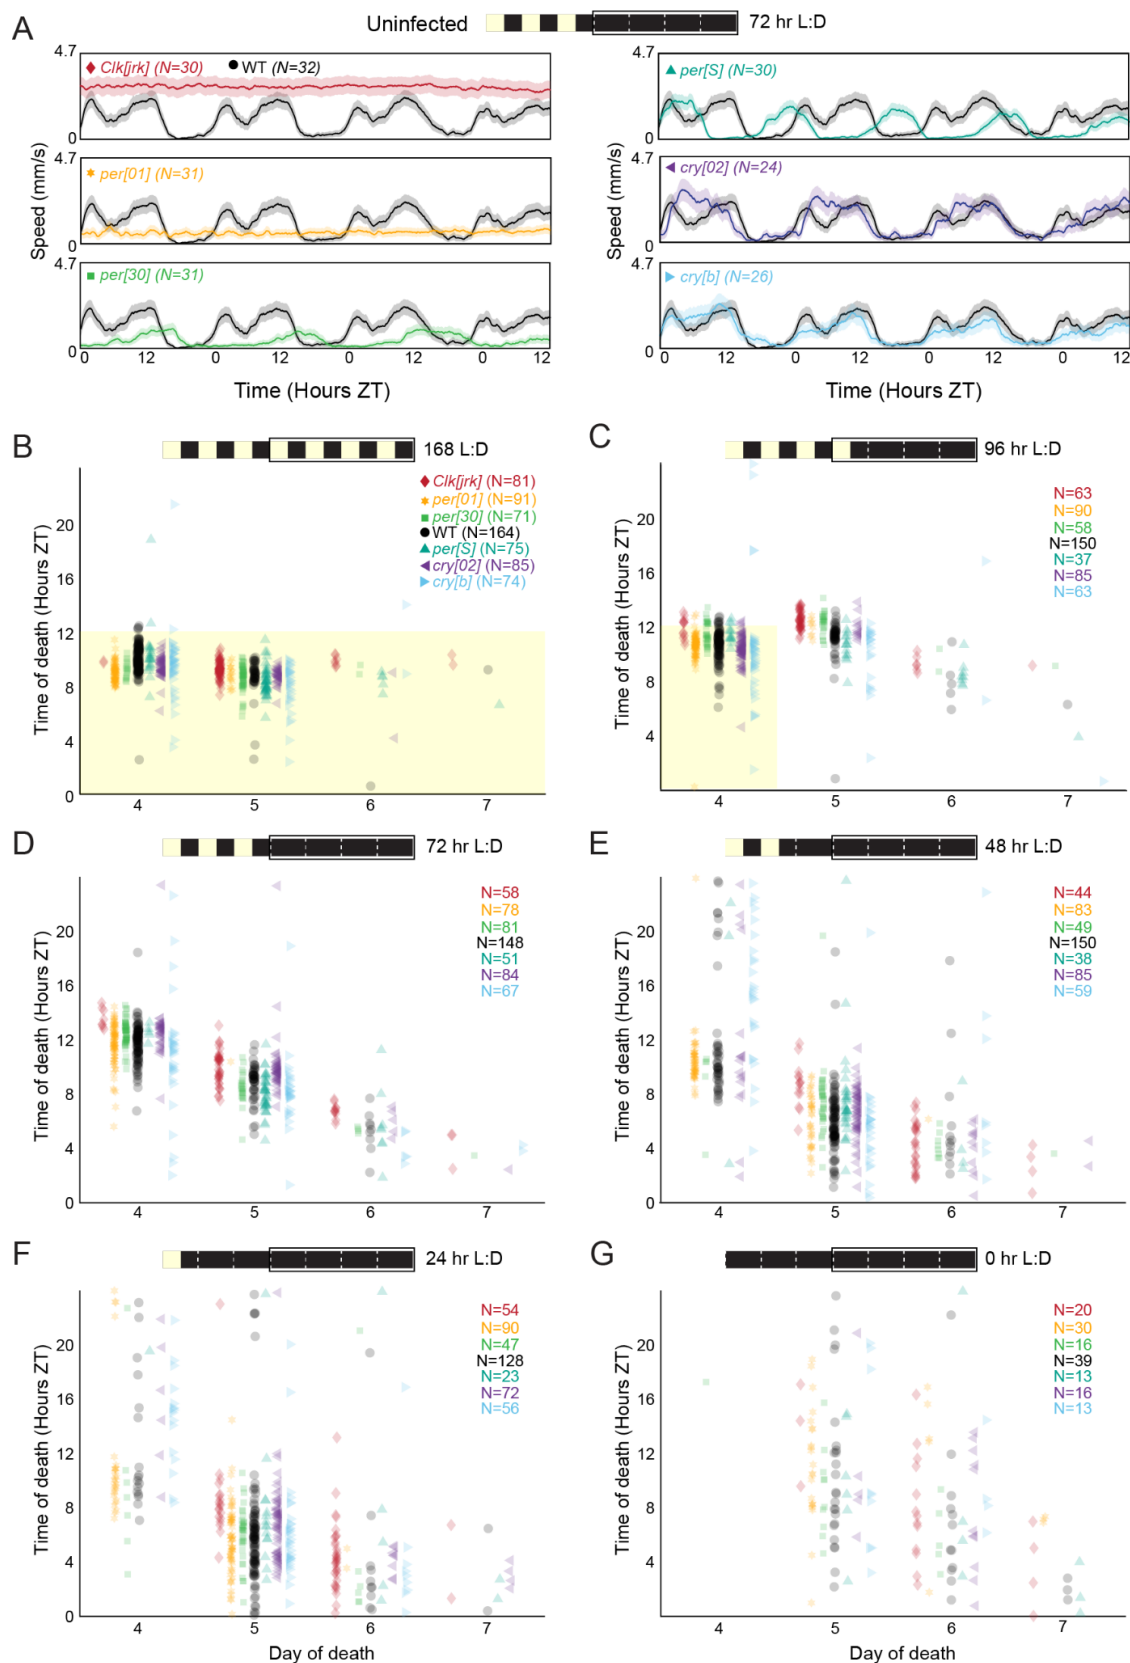 A
Uninfected
72 hr L:D
4.7
Clk[jrk] (N=30)
WT (N=32)
0
4.7
per[01] (N=31)
0
4.7
per[30] (N=31)
0
Speed (mm/s)
0 12 0 12 0 12 0 12
Time (Hours ZT)
4.7
per[S] (N=30)
0
4.7
cry[02] (N=24)
0
4.7
cry[b] (N=26)
0
Speed (mm/s)
0 12 0 12 0 12 0 12
Time (Hours ZT)
B
168 L:D
Clk[jrk] (N=81)
per[01] (N=91)
per[30] (N=71)
WT (N=164)
per[S] (N=75)
cry[02] (N=85)
cry[b] (N=74)
Time of death (Hours ZT)
20
16
12
8
4
0
4 5 6 7
C
96 hr L:D
N=63
N=90
N=58
N=150
N=37
N=85
N=63
Time of death (Hours ZT)
20
16
12
8
4
0
4 5 6 7
D
72 hr L:D
N=58
N=78
N=81
N=148
N=51
N=84
N=67
Time of death (Hours ZT)
20
16
12
8
4
0
4 5 6 7
E
48 hr L:D
N=44
N=83
N=49
N=150
N=38
N=85
N=59
Time of death (Hours ZT)
20
16
12
8
4
0
4 5 6 7
F
24 hr L:D
N=54
N=90
N=47
N=128
N=23
N=72
N=56
Time of death (Hours ZT)
20
16
12
8
4
0
4 5 6 7
Day of death
G
0 hr L:D
N=20
N=30
N=16
N=39
N=13
N=16
N=13
Time of death (Hours ZT)
20
16
12
8
4
0
4 5 6 7
Day of death